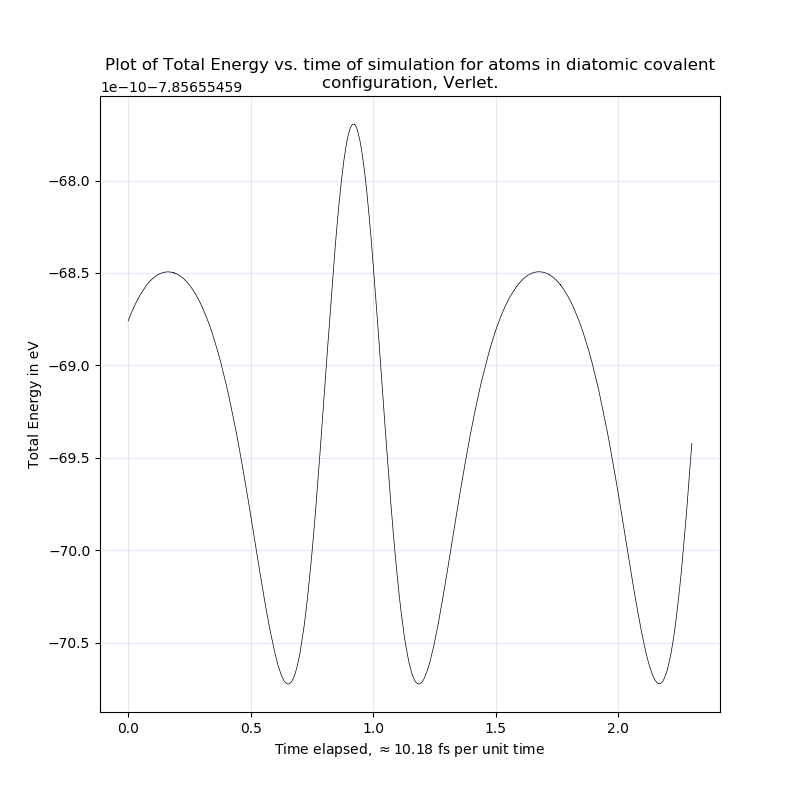 Plot of Total Energy vs. time of simulation for atoms in diatomic covalent
configuration, Verlet.
1e−10−7.85655459
−68.0
−68.5
−69.0
−69.5
−70.0
−70.5
Total Energy in eV
0.0 0.5 1.0 1.5 2.0
Time elapsed, ≈10.18 fs per unit time